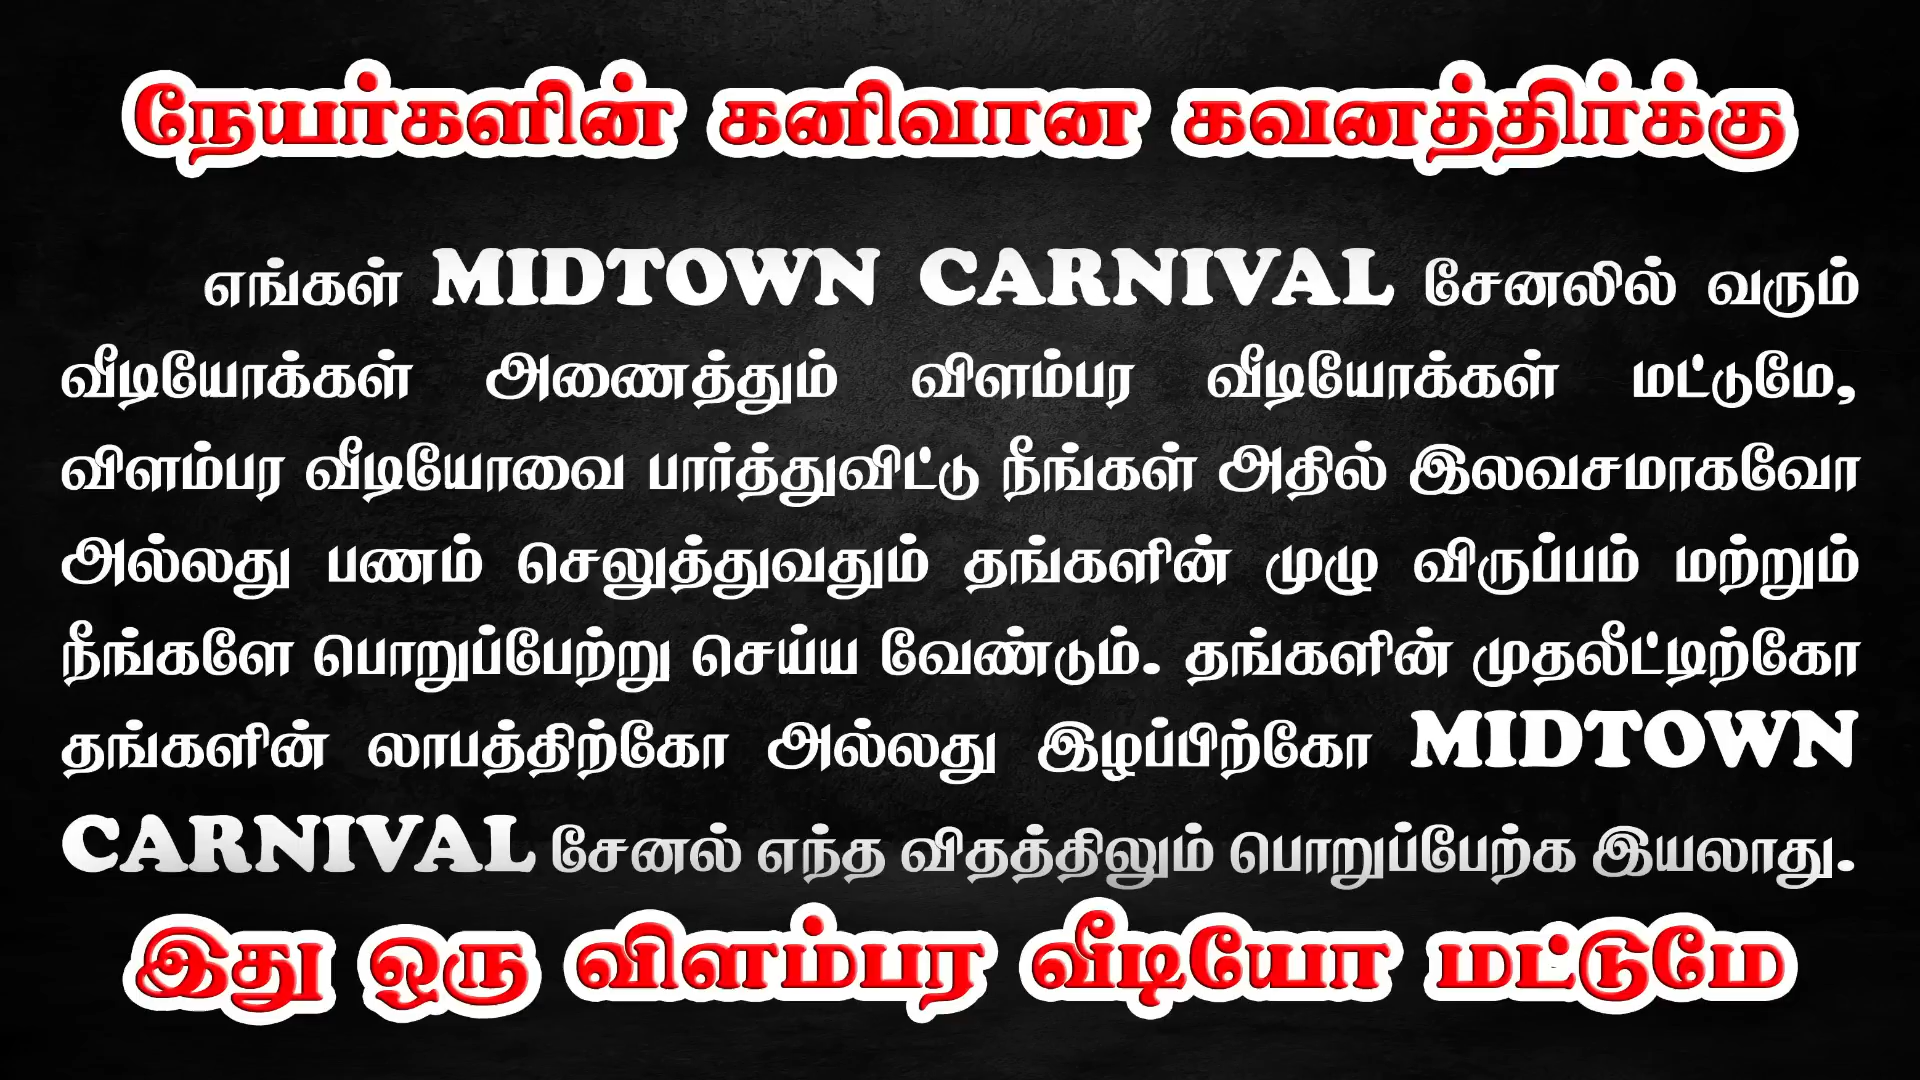 நேயர்களின் கனிவான கவனத்திர்க்கு
எங்கள் MIDTOWN CARNIVAL சேனலில் வரும்
வீடியோக்கள் அணைத்தும் விளம்பர வீடியோக்கள் மட்டுமே,
விளம்பர வீடியோவை பார்த்துவிட்டு நீங்கள் அதில் இலவசமாகவோ
அல்லது பணம் செலுத்துவதும் தங்களின் முழு விருப்பம் மற்றும்
நீங்களே பொறுப்பேற்று செய்ய வேண்டும். தங்களின் முதலீட்டிற்கோ
தங்களின் லாபத்திற்கோ அல்லது இழப்பிற்கோ MIDTOWN
CARNIVAL சேனல் எந்த விதத்திலும் பொறுப்பேற்க இயலாது.
இது ஒரு விளம்பர வீடியோ மட்டுமே